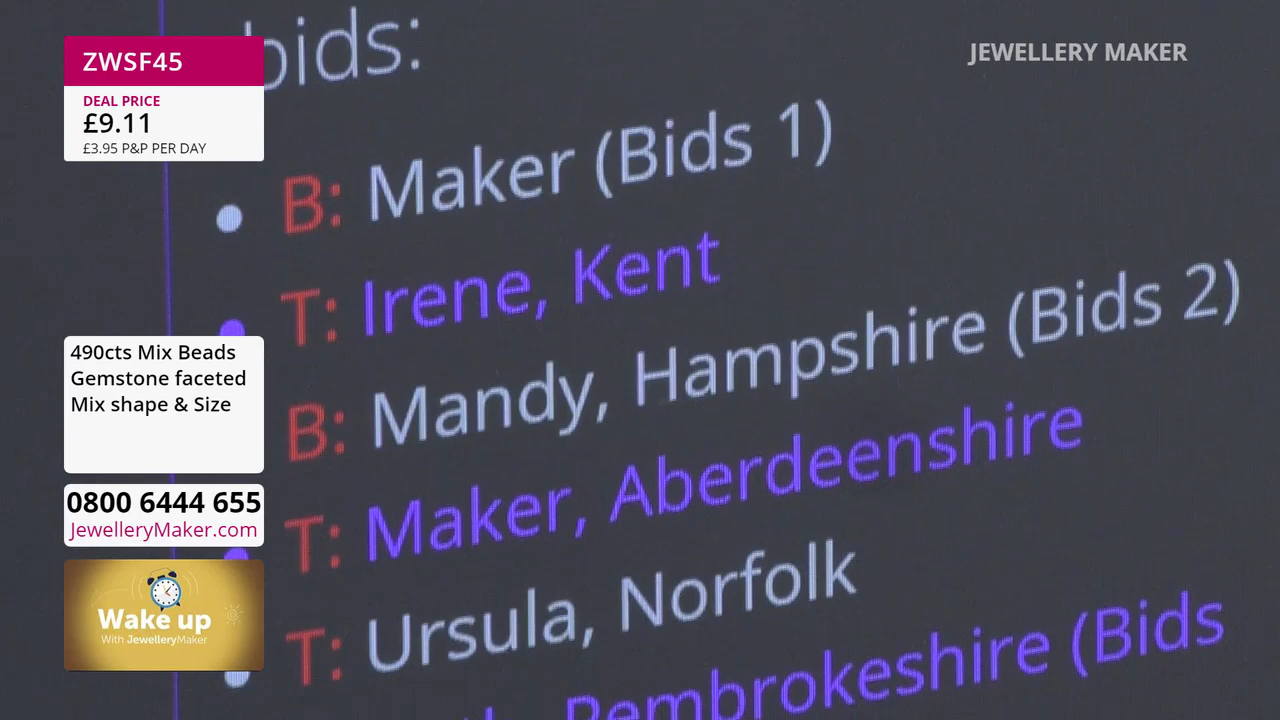 ZWSF45
DEAL PRICE
£9.11
£3.95 P&P PER DAY
490cts Mix Beads
Gemstone faceted
Mix shape & Size
0800 6444 655
JewelleryMaker.com
Wake up
With JewelleryMaker
JEWELLERY MAKER
bids:
B: Maker (Bids 1)
T: Irene, Kent
B: Mandy, Hampshire (Bids 2)
T: Maker, Aberdeenshire
T: Ursula, Norfolk
Pembrokeshire (Bids